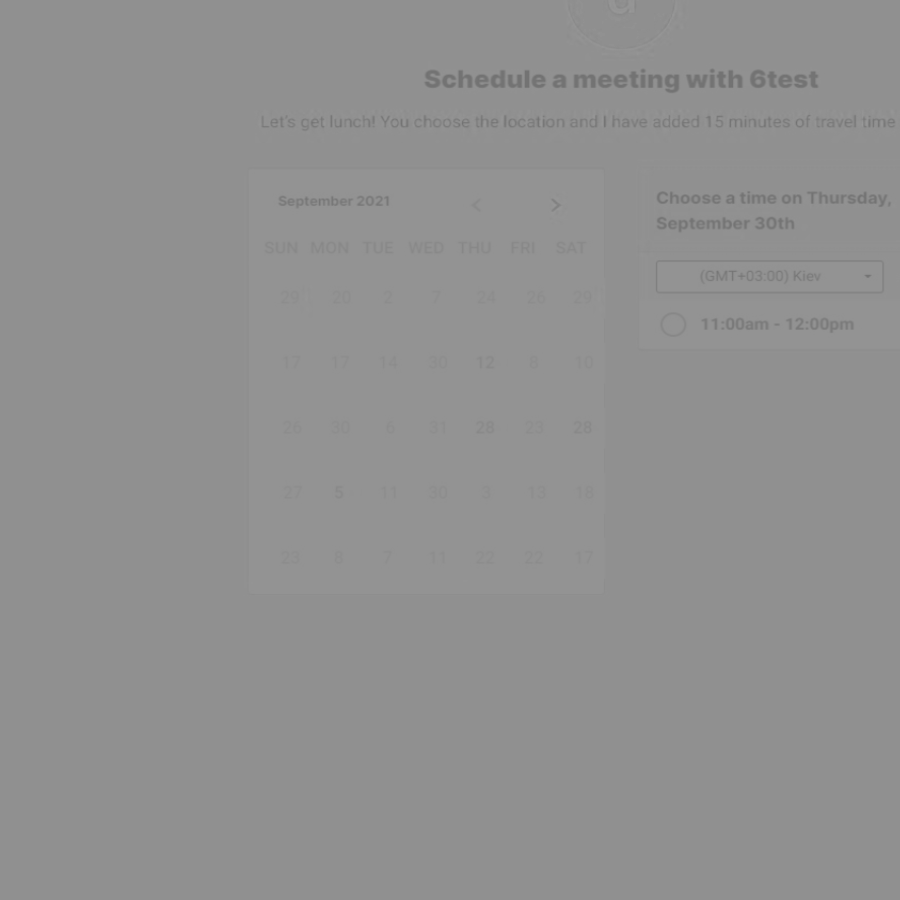 Schedule a meeting with 6test
Let's get lunch! You choose the location and I have added 15 minutes of travel time
September 2021
SUN MON TUE WED THU FRI SAT
29 20 2 7 24 26 29
17 17 14 30 12 8 10
26 30 6 31 28 23 28
27 5 11 30 3 13 18
23 8 7 11 22 22 17
Choose a time on Thursday,
September 30th
(GMT+03:00) Kiev
11:00am - 12:00pm